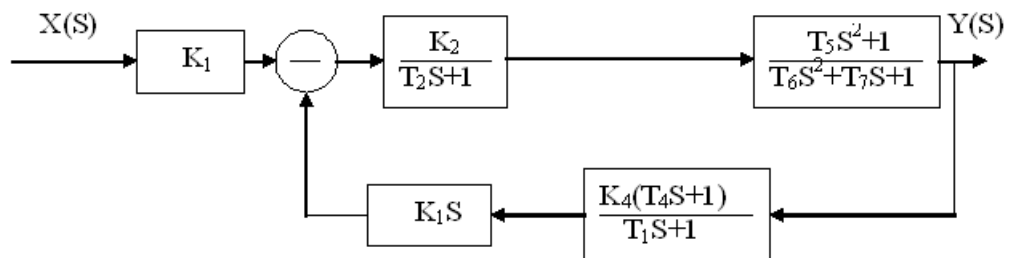 X(S)
K₁
—
K₂
T₂S+1
T₅S²+1
T₆S²+T₇S+1
Y(S)
K₁S
K₄(T₄S+1)
T₁S+1